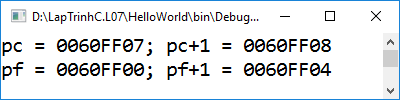 D:\LapTrinhC.L07\HelloWorld\bin\Debug...
pc = 0060FF07; pc+1 = 0060FF08
pf = 0060FF00; pf+1 = 0060FF04